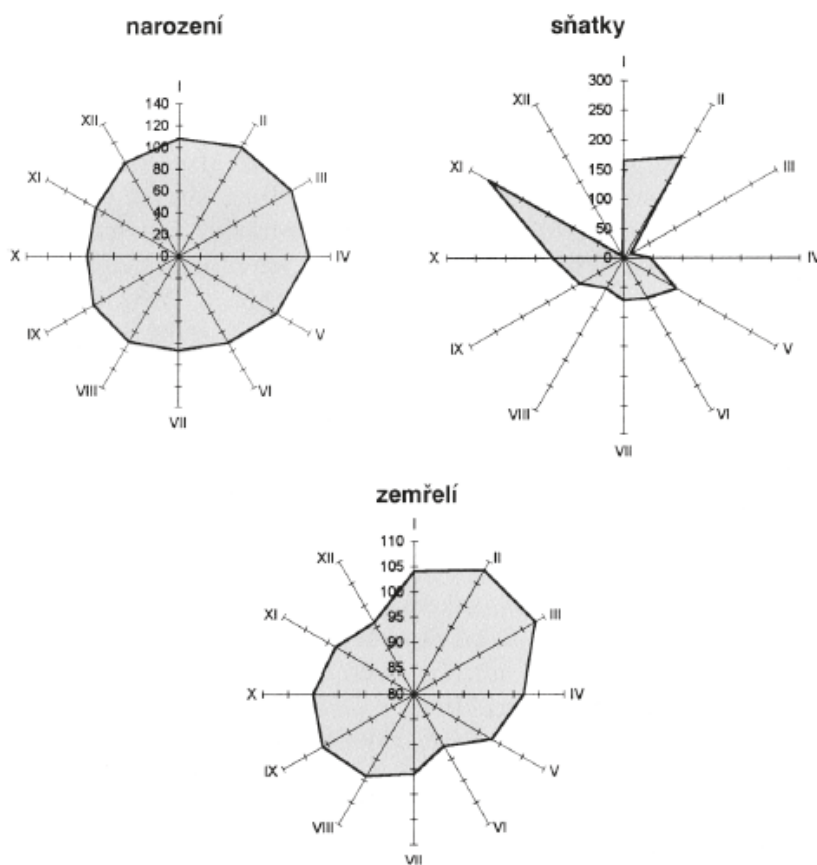 narození
I
140
120
100
80
60
40
20
0
II
III
IV
V
VI
VII
VIII
IX
X
XI
XII
sňatky
I
300
250
200
150
100
50
0
II
III
IV
V
VI
VII
VIII
IX
X
XI
XII
zemřelí
I
110
105
100
95
90
85
80
II
III
IV
V
VI
VII
VIII
IX
X
XI
XII